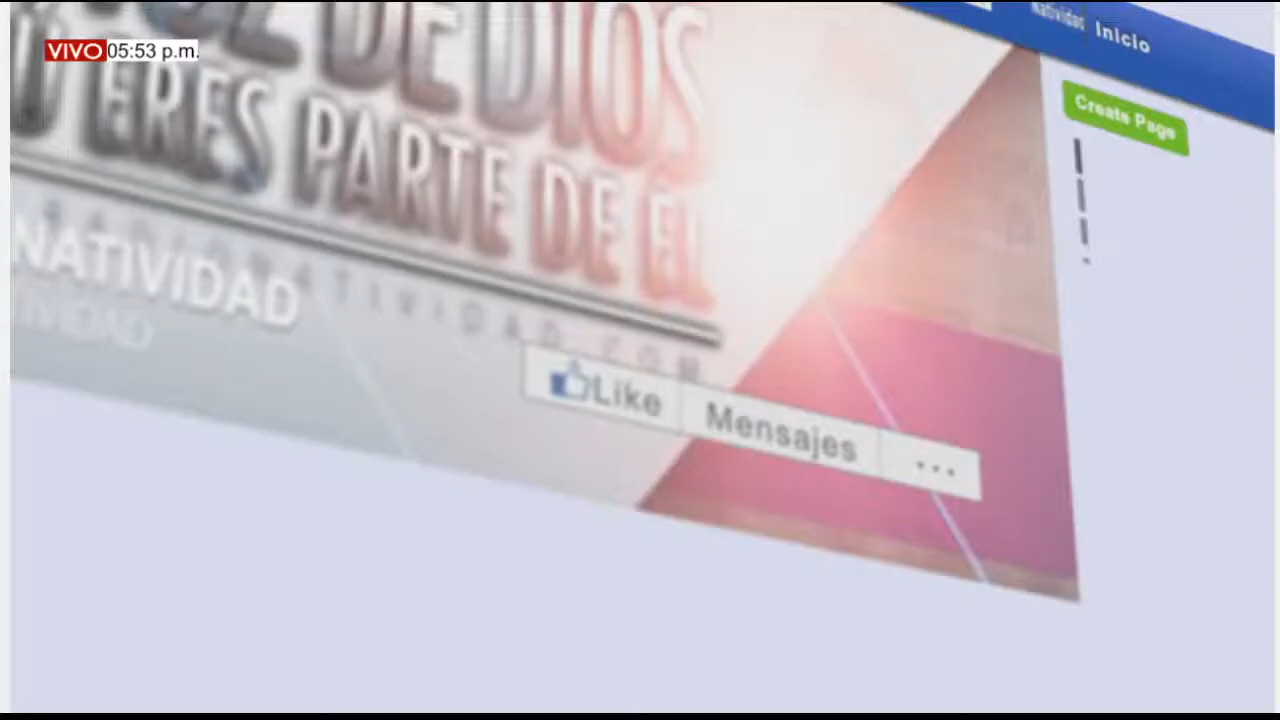 VIVO 05:53 p.m.
Natividad Inicio
Create Page
DE DIOS
ERES PARTE DE EL
NATIVIDAD
Like Mensajes ...